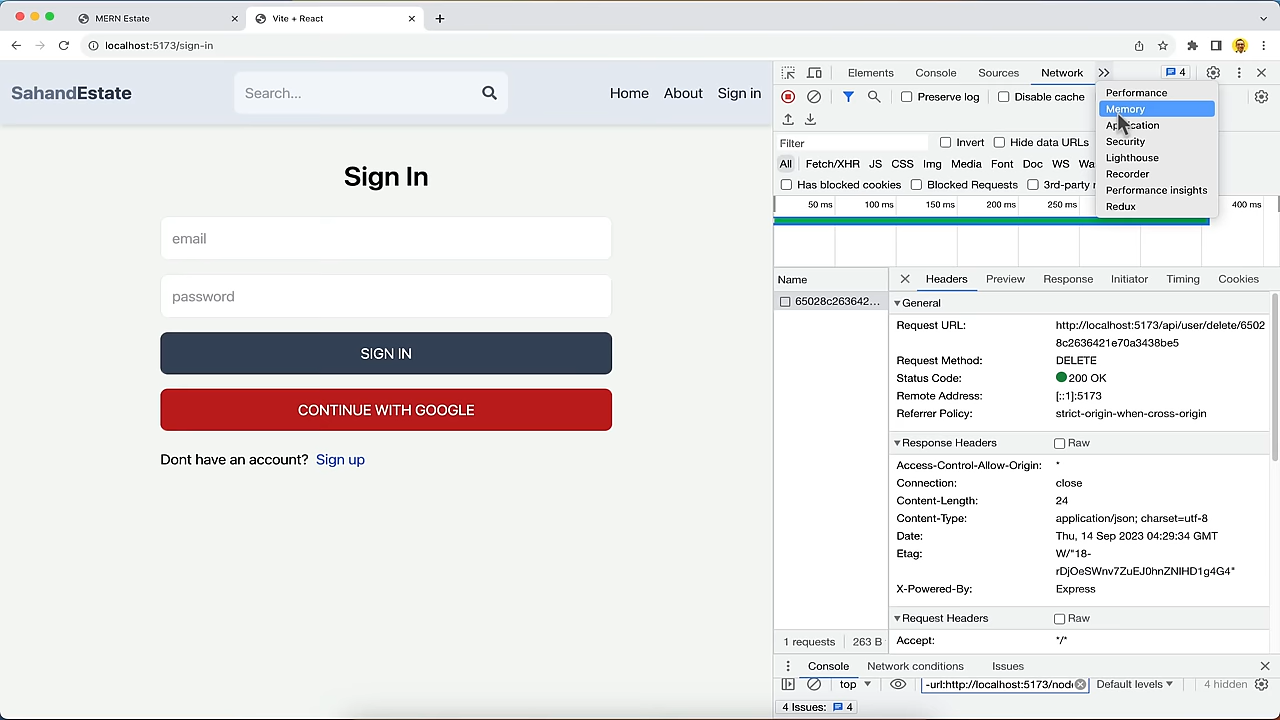 MERN Estate
Vite + React
localhost:5173/sign-in
SahandEstate
Search...
Home About Sign in
Sign In
email
password
SIGN IN
CONTINUE WITH GOOGLE
Dont have an account? Sign up
Elements Console Sources Network 4
Preserve log Disable cache
Performance
Memory
Application
Security
Lighthouse
Recorder
Performance insights
Redux
Filter Invert Hide data URLs
All Fetch/XHR JS CSS Img Media Font Doc WS Wa
Has blocked cookies Blocked Requests 3rd-party r
50 ms 100 ms 150 ms 200 ms 250 ms 400 ms
Name
65028c263642...
Headers Preview Response Initiator Timing Cookies
General
Request URL: http://localhost:5173/api/user/delete/6502
8c2636421e70a3438be5
Request Method: DELETE
Status Code: 200 OK
Remote Address: [::1]:5173
Referrer Policy: strict-origin-when-cross-origin
Response Headers Raw
Access-Control-Allow-Origin: *
Connection: close
Content-Length: 24
Content-Type: application/json; charset=utf-8
Date: Thu, 14 Sep 2023 04:29:34 GMT
Etag: W/"18-
rDjOeSWnv7ZuEJ0hnZNIHD1g4G4"
X-Powered-By: Express
Request Headers Raw
Accept: */*
1 requests 263 B
Console Network conditions Issues
top -url:http://localhost:5173/node Default levels 4 hidden
4 Issues: 4